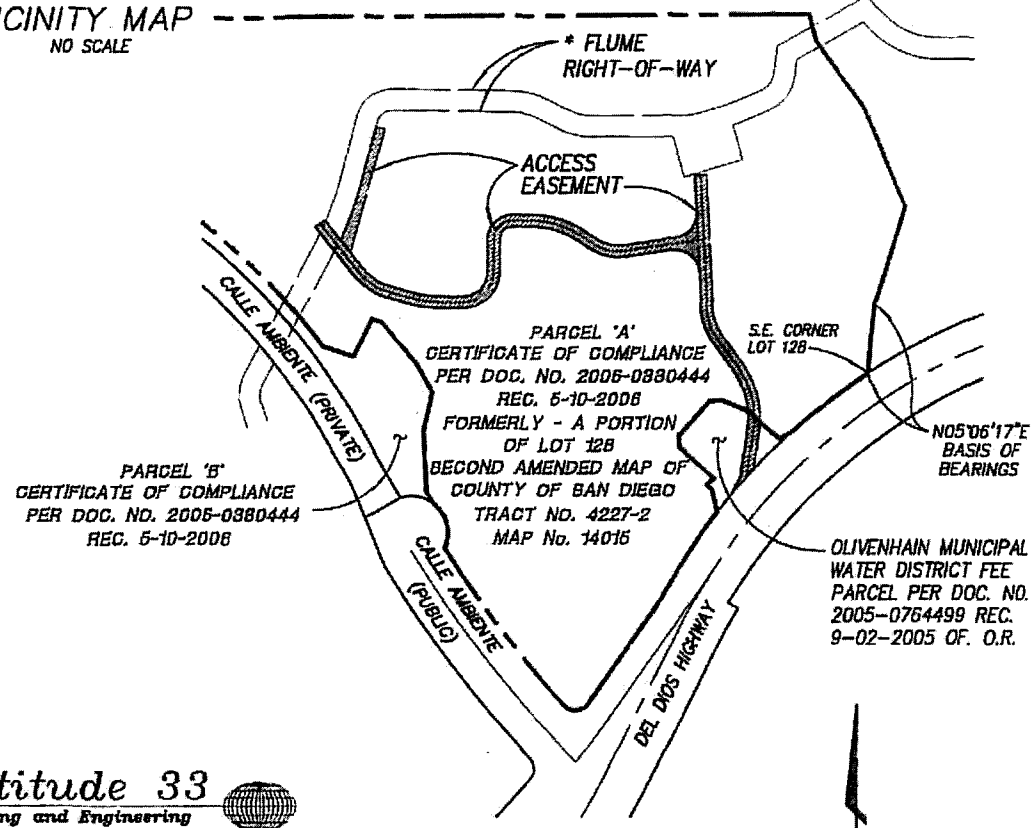 ICINITY MAP
NO SCALE
* FLUME
RIGHT-OF-WAY
ACCESS
EASEMENT
CALLE AMBIENTE (PRIVATE)
PARCEL 'A'
CERTIFICATE OF COMPLIANCE
PER DOC. NO. 2006-0330444
REC. 5-10-2006
FORMERLY - A PORTION
OF LOT 128
SECOND AMENDED MAP OF
COUNTY OF SAN DIEGO
TRACT NO. 4227-2
MAP No. 14015
S.E. CORNER
LOT 128
N05°06'17"E
BASIS OF
BEARINGS
PARCEL 'B'
CERTIFICATE OF COMPLIANCE
PER DOC. NO. 2006-0330444
REC. 5-10-2006
CALLE AMBIENTE
(PUBLIC)
OLIVENHAIN MUNICIPAL
WATER DISTRICT FEE
PARCEL PER DOC. NO.
2005-0764499 REC.
9-02-2005 OF. O.R.
DEL DIOS HIGHWAY
titude 33
ng and Engineering